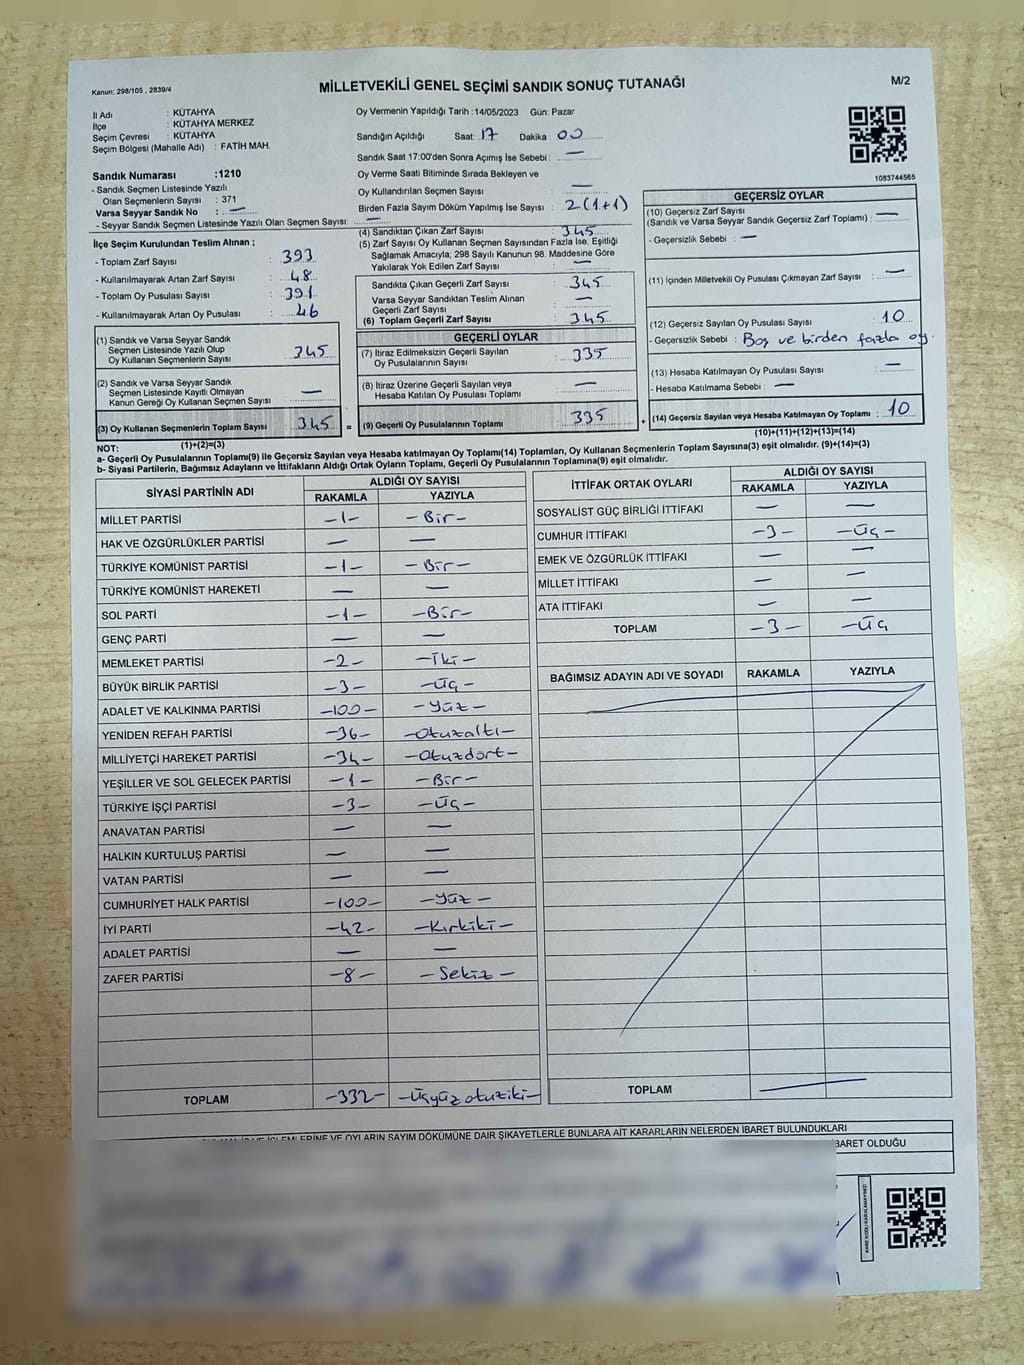 Kanun; 298/105 , 2839/4
MİLLETVEKİLİ GENEL SEÇİMİ SANDIK SONUÇ TUTANAĞI
M/2
İl Adı : KÜTAHYA
İlçe : KÜTAHYA MERKEZ
Seçim Çevresi : KÜTAHYA
Seçim Bölgesi (Mahalle Adı) : FATİH MAH.
Sandık Numarası :1210
- Sandık Seçmen Listesinde Yazılı
Olan Seçmenlerin Sayısı : 371
Varsa Seyyar Sandık No : —
- Seyyar Sandık Seçmen Listesinde Yazılı Olan Seçmen Sayısı: —
İlçe Seçim Kurulundan Teslim Alınan ;
- Toplam Zarf Sayısı : 393
- Kullanılmayarak Artan Zarf Sayısı : 48
- Toplam Oy Pusulası Sayısı : 391
- Kullanılmayarak Artan Oy Pusulası : 46
Oy Vermenin Yapıldığı Tarih :14/05/2023 Gün: Pazar
Sandığın Açıldığı Saat: 17 Dakika: 00
Sandık Saat 17:00'den Sonra Açımış İse Sebebi : —
Oy Verme Saati Bitiminde Sırada Bekleyen ve
Oy Kullandırılan Seçmen Sayısı : —
Birden Fazla Sayım Döküm Yapılmış İse Sayısı : 2(1+1)
(4) Sandıktan Çıkan Zarf Sayısı : 345
(5) Zarf Sayısı Oy Kullanan Seçmen Sayısından Fazla İse, Eşitliği
Sağlamak Amacıyla; 298 Sayılı Kanunun 98. Maddesine Göre
Yakılarak Yok Edilen Zarf Sayısı : —
Sandıkta Çıkan Geçerli Zarf Sayısı : 345
Varsa Seyyar Sandıktan Teslim Alınan
Geçerli Zarf Sayısı : —
(6) Toplam Geçerli Zarf Sayısı : 345
1083744565
GEÇERSİZ OYLAR
(10) Geçersiz Zarf Sayısı
(Sandık ve Varsa Seyyar Sandık Geçersiz Zarf Toplamı) : —
- Geçersizlik Sebebi : —
(11) İçinden Milletvekili Oy Pusulası Çıkmayan Zarf Sayısı : —
(12) Geçersiz Sayılan Oy Pusulası Sayısı : 10
- Geçersizlik Sebebi : Boş ve birden fazla oy.
(13) Hesaba Katılmayan Oy Pusulası Sayısı : —
- Hesaba Katılmama Sebebi : —
(14) Geçersiz Sayılan veya Hesaba Katılmayan Oy Toplamı : 10
(10)+(11)+(12)+(13)=(14)
(1) Sandık ve Varsa Seyyar Sandık
Seçmen Listesinde Yazılı Olup
Oy Kullanan Seçmenlerin Sayısı : 345
(2) Sandık ve Varsa Seyyar Sandık
Seçmen Listesinde Kayıtlı Olmayan
Kanun Gereği Oy Kullanan Seçmen Sayısı : —
(3) Oy Kullanan Seçmenlerin Toplam Sayısı : 345 =
(1)+(2)=(3)
GEÇERLİ OYLAR
(7) İtiraz Edilmeksizin Geçerli Sayılan
Oy Pusulalarının Toplamı : 335
(8) İtiraz Üzerine Geçerli Sayılan veya
Hesaba Katılan Oy Pusulası Toplamı : —
(9) Geçerli Oy Pusulalarının Toplamı : 335 +
NOT:
a- Geçerli Oy Pusulalarının Toplamı(9) ile Geçersiz Sayılan veya Hesaba katılmayan Oy Toplamı(14) Toplamları, Oy Kullanan Seçmenlerin Toplam Sayısına(3) eşit olmalıdır. (9)+(14)=(3)
b- Siyasi Partilerin, Bağımsız Adayların ve İttifakların Aldığı Ortak Oyların Toplamı, Geçerli Oy Pusulalarının Toplamına(9) eşit olmalıdır.
SİYASİ PARTİNİN ADI ALDIĞI OY SAYISI
RAKAMLA YAZIYLA
MİLLET PARTİSİ -1- -Bir-
HAK VE ÖZGÜRLÜKLER PARTİSİ — —
TÜRKİYE KOMÜNİST PARTİSİ -1- -Bir-
TÜRKİYE KOMÜNİST HAREKETİ — —
SOL PARTİ -1- -Bir-
GENÇ PARTİ — —
MEMLEKET PARTİSİ -2- -İki-
BÜYÜK BİRLİK PARTİSİ -3- -Üç-
ADALET VE KALKINMA PARTİSİ -100- -Yüz-
YENİDEN REFAH PARTİSİ -36- -Otuzaltı-
MİLLİYETÇİ HAREKET PARTİSİ -34- -Otuzdört-
YEŞİLLER VE SOL GELECEK PARTİSİ -1- -Bir-
TÜRKİYE İŞÇİ PARTİSİ -3- -Üç-
ANAVATAN PARTİSİ — —
HALKIN KURTULUŞ PARTİSİ — —
VATAN PARTİSİ — —
CUMHURİYET HALK PARTİSİ -100- -Yüz-
İYİ PARTİ -42- -Kırkiki-
ADALET PARTİSİ — —
ZAFER PARTİSİ -8- -Sekiz-
TOPLAM -332- -Üçyüzotuziki-
İTTİFAK ORTAK OYLARI ALDIĞI OY SAYISI
RAKAMLA YAZIYLA
SOSYALİST GÜÇ BİRLİĞİ İTTİFAKI — —
CUMHUR İTTİFAKI -3- -Üç-
EMEK VE ÖZGÜRLÜK İTTİFAKI — —
MİLLET İTTİFAKI — —
ATA İTTİFAKI — —
TOPLAM -3- -Üç
BAĞIMSIZ ADAYIN ADI VE SOYADI RAKAMLA YAZIYLA
TOPLAM —
İŞLEMLERİNE VE OYLARIN SAYIM DÖKÜMÜNE DAİR ŞİKAYETLERLE BUNLARA AİT KARARLARIN NELERDEN İBARET BULUNDUKLARI
İBARET OLDUĞU